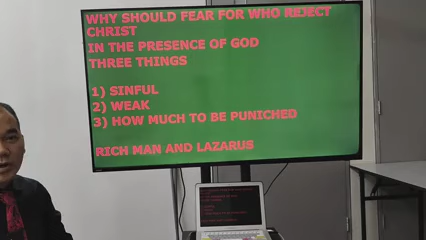 WHY SHOULD FEAR FOR WHO REJECT
CHRIST
IN THE PRESENCE OF GOD
THREE THINGS
1) SINFUL
2) WEAK
3) HOW MUCH TO BE PUNICHED
RICH MAN AND LAZARUS